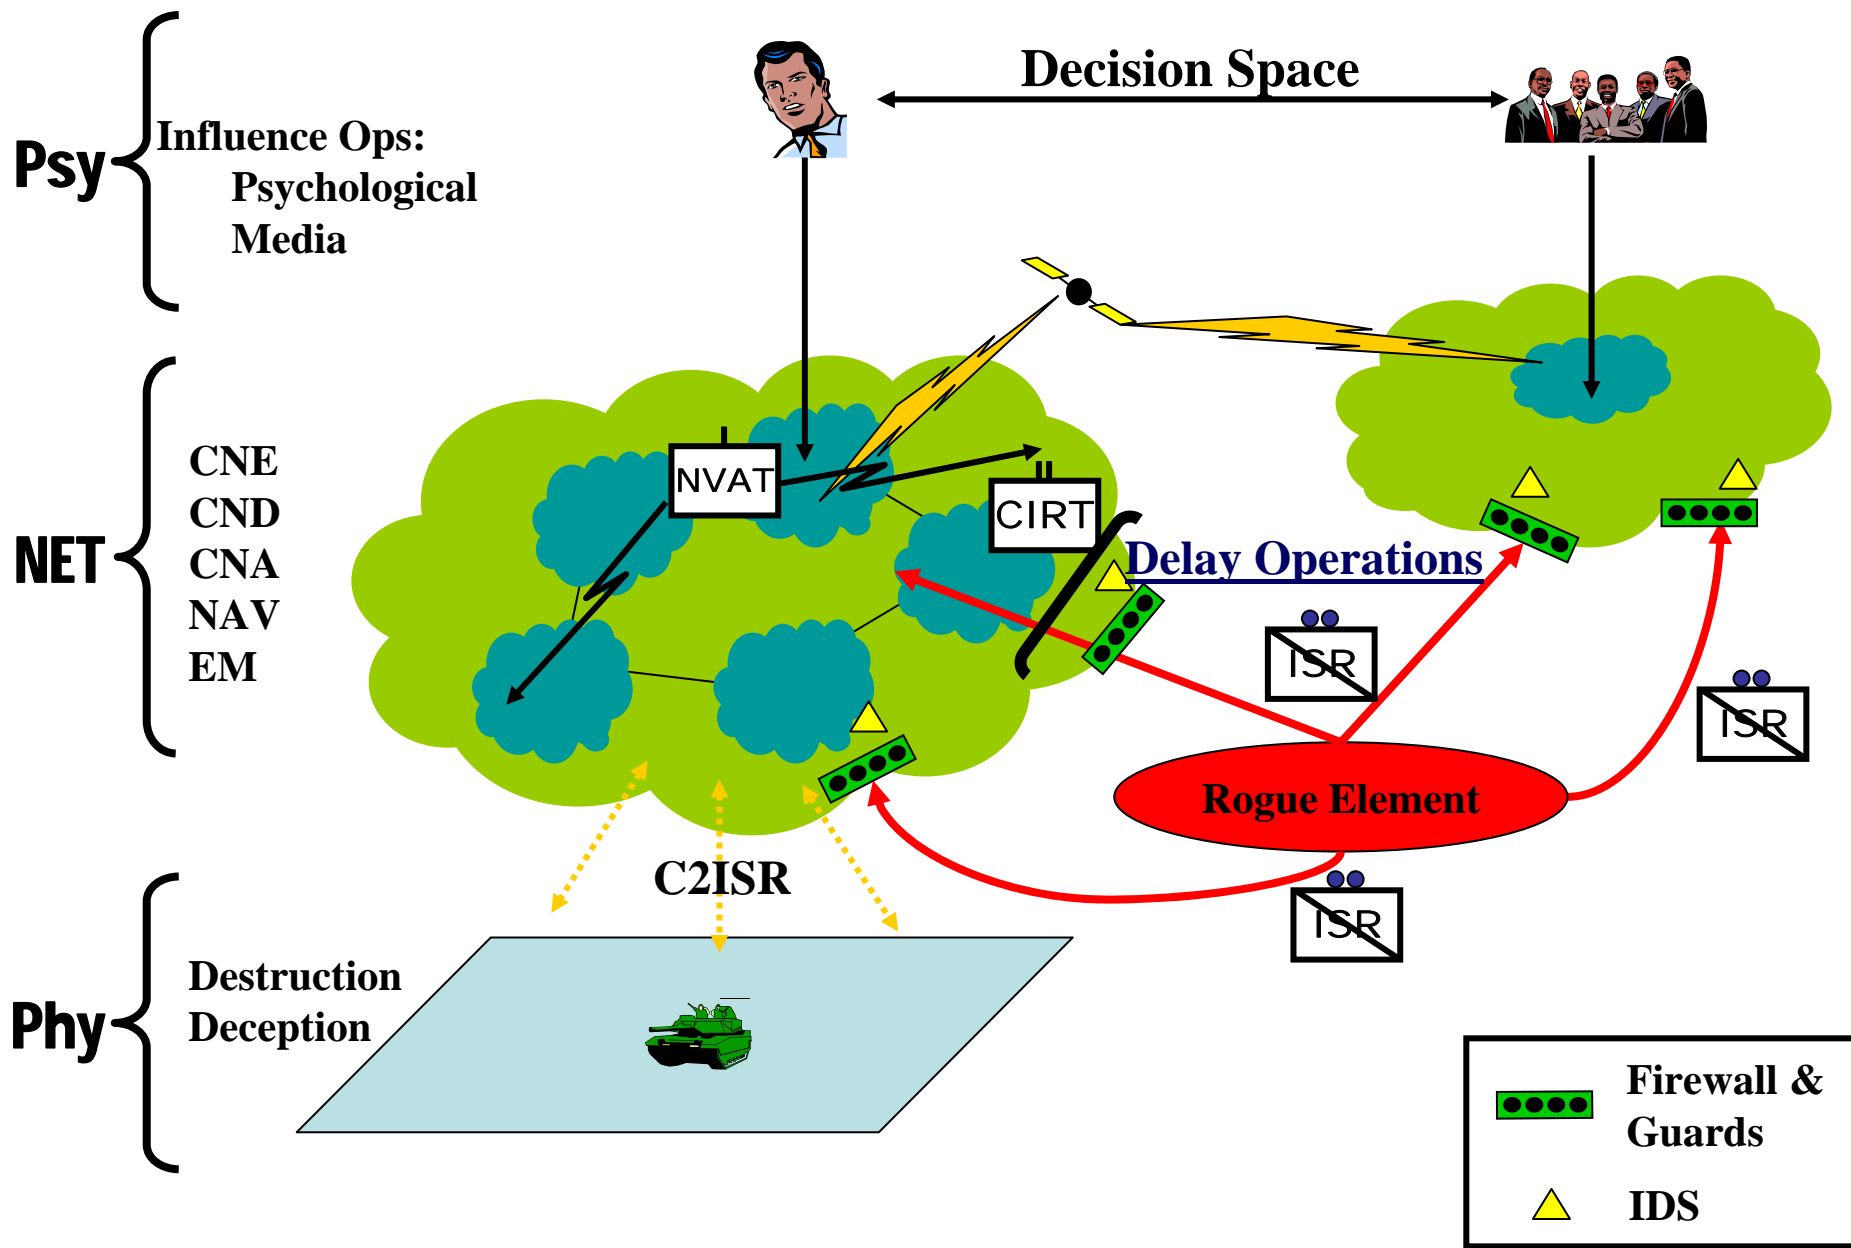 Decision Space
Psy
Influence Ops:
Psychological
Media
NET
CNE
CND
CNA
NAV
EM
NVAT
CIRT
Delay Operations
ISR
ISR
Rogue Element
ISR
C2ISR
Phy
Destruction
Deception
Firewall &
Guards
IDS